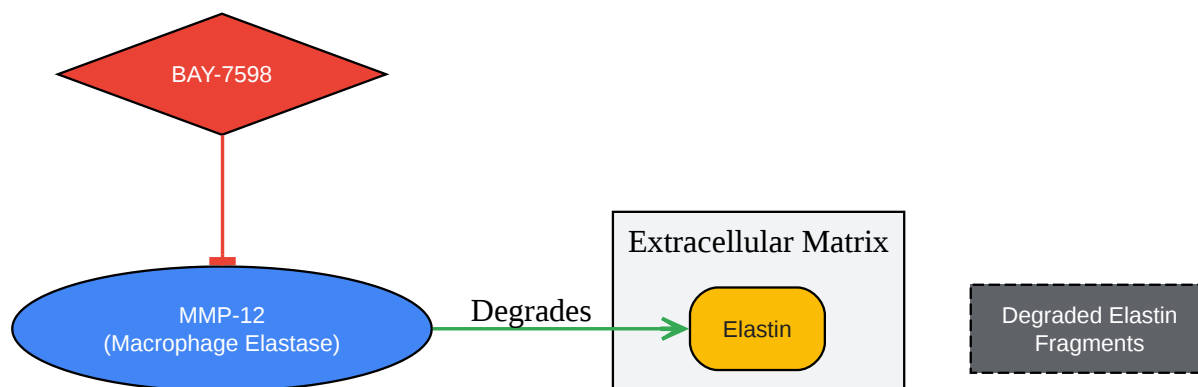 BAY-7598
Extracellular Matrix
MMP-12
(Macrophage Elastase)
Degrades
Elastin
Degraded Elastin
Fragments